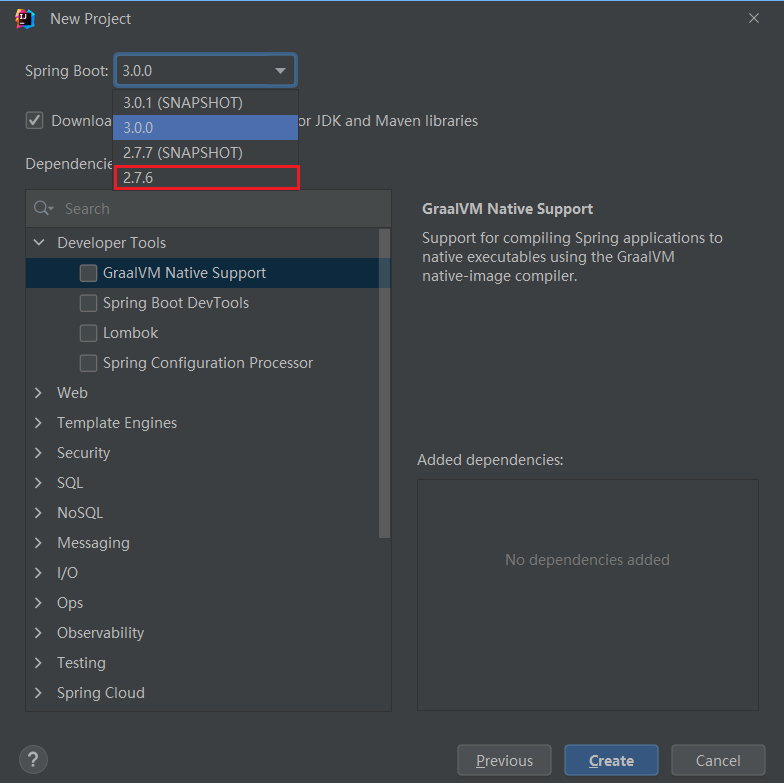 New Project
Spring Boot:
3.0.0
3.0.1 (SNAPSHOT)
3.0.0
2.7.7 (SNAPSHOT)
2.7.6
Downloa
or JDK and Maven libraries
Dependencie
Search
Developer Tools
GraalVM Native Support
Spring Boot DevTools
Lombok
Spring Configuration Processor
Web
Template Engines
Security
SQL
NoSQL
Messaging
I/O
Ops
Observability
Testing
Spring Cloud
GraalVM Native Support
Support for compiling Spring applications to
native executables using the GraalVM
native-image compiler.
Added dependencies:
No dependencies added
?
Previous
Create
Cancel